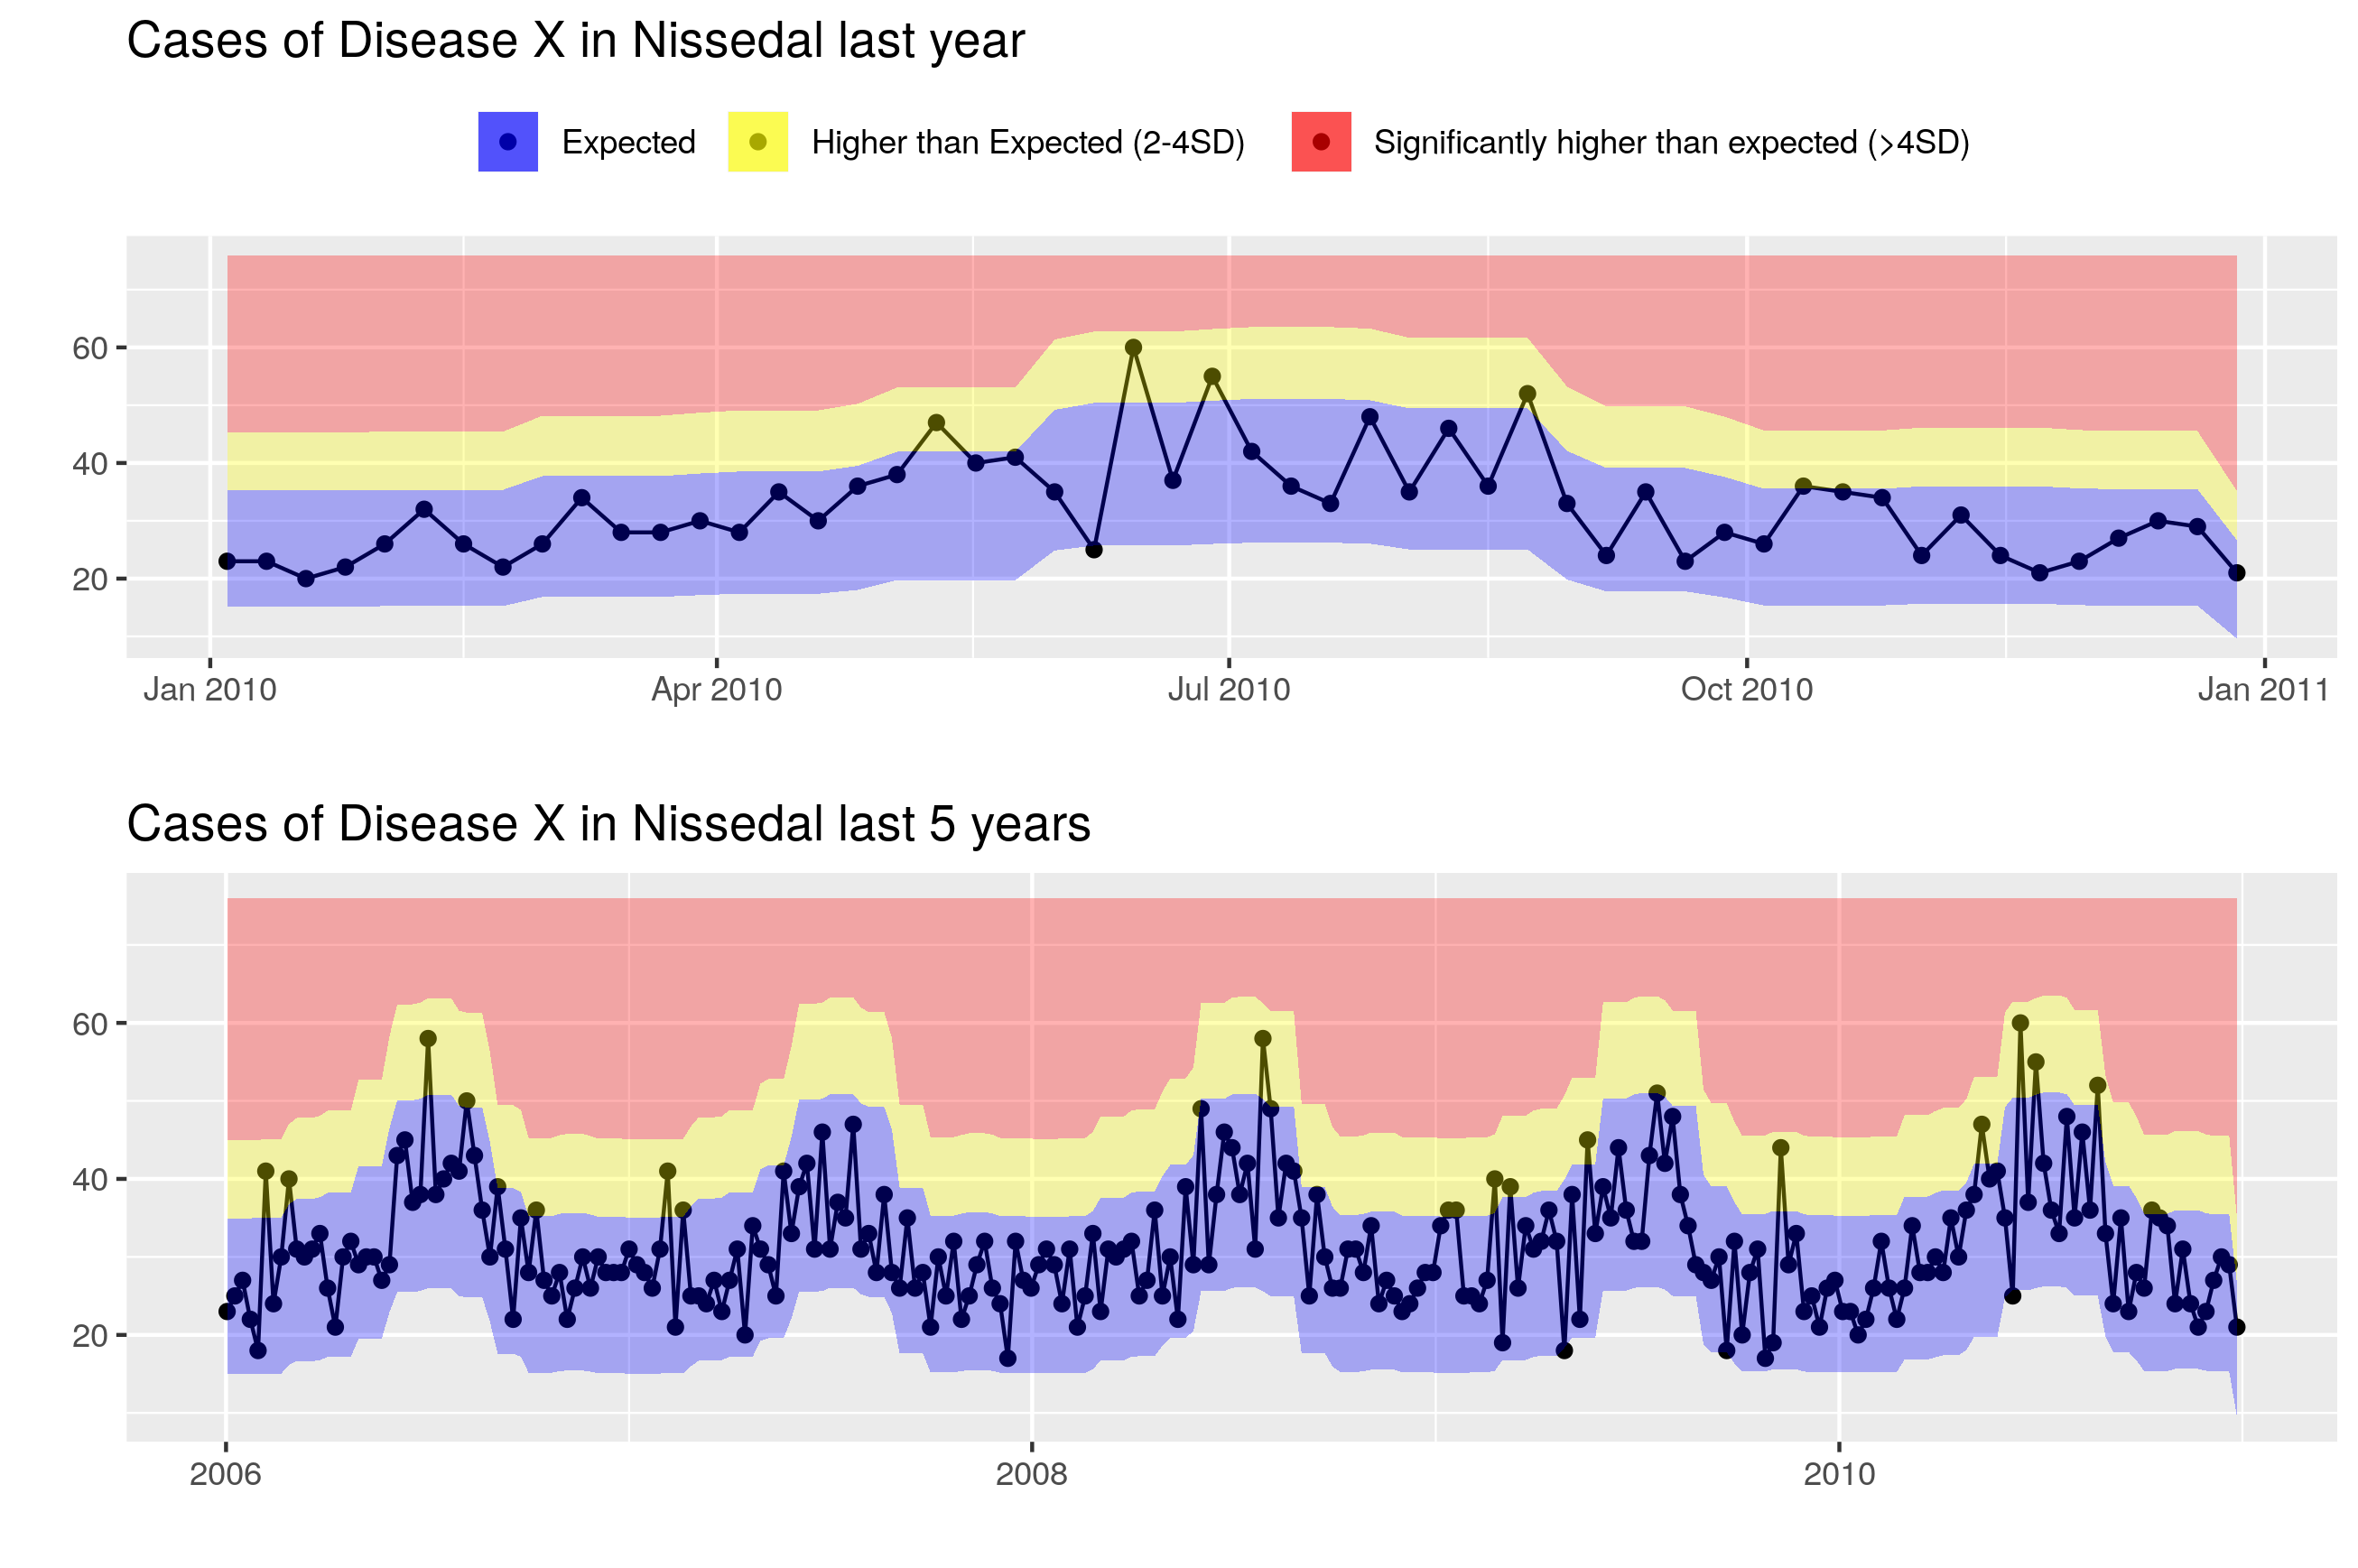 Cases of Disease X in Nissedal last year
Expected Higher than Expected (2-4SD) Significantly higher than expected (>4SD)
60
40
20
Jan 2010 Apr 2010 Jul 2010 Oct 2010 Jan 2011
Cases of Disease X in Nissedal last 5 years
60
40
20
2006 2008 2010